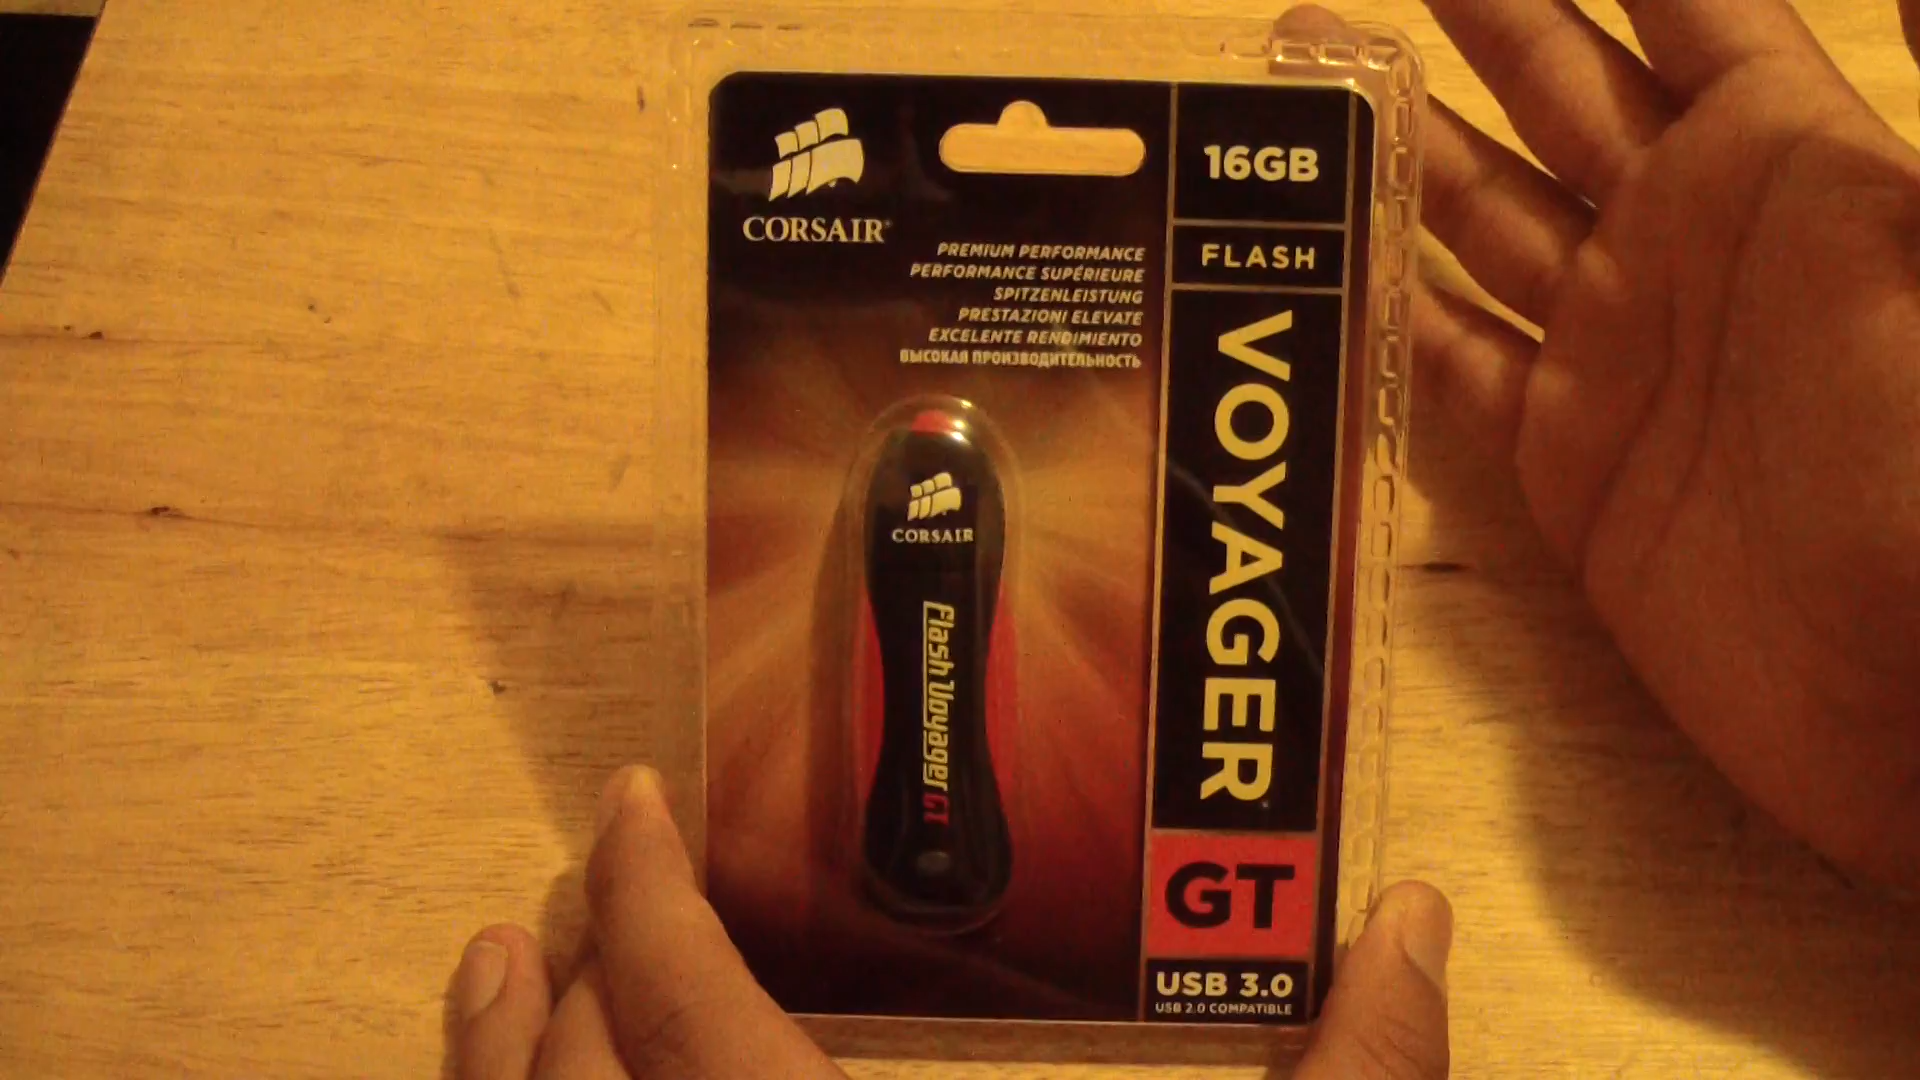 CORSAIR
PREMIUM PERFORMANCE
PERFORMANCE SUPÉRIEURE
SPITZENLEISTUNG
PRESTAZIONI ELEVATE
EXCELENTE RENDIMIENTO
ВЫСОКАЯ ПРОИЗВОДИТЕЛЬНОСТЬ
CORSAIR
Flash Voyager GT
16GB
FLASH
VOYAGER
GT
USB 3.0
USB 2.0 COMPATIBLE